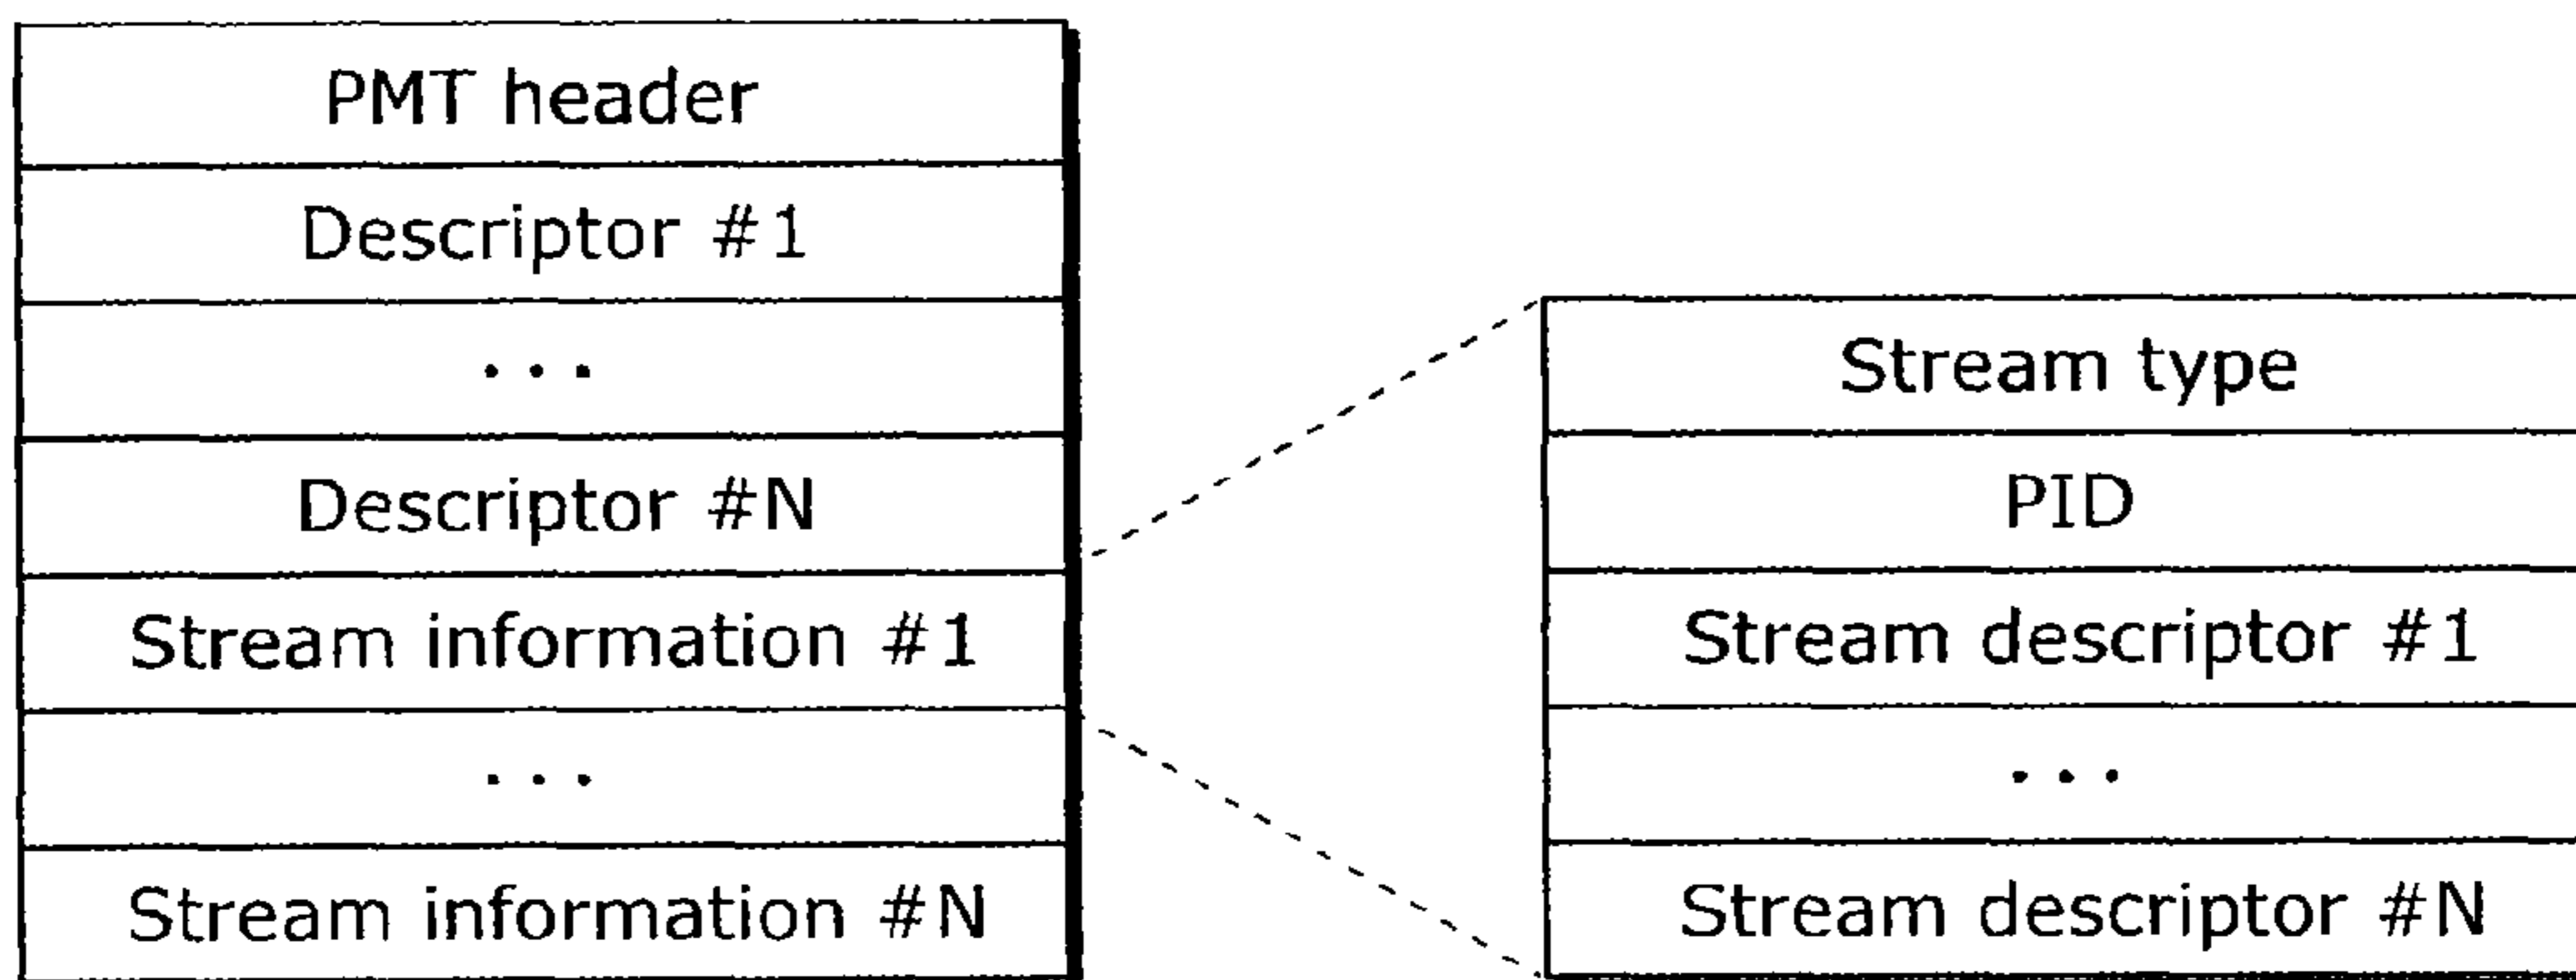 PMT header
Descriptor #1
...
Descriptor #N
Stream information #1
...
Stream information #N
Stream type
PID
Stream descriptor #1
...
Stream descriptor #N